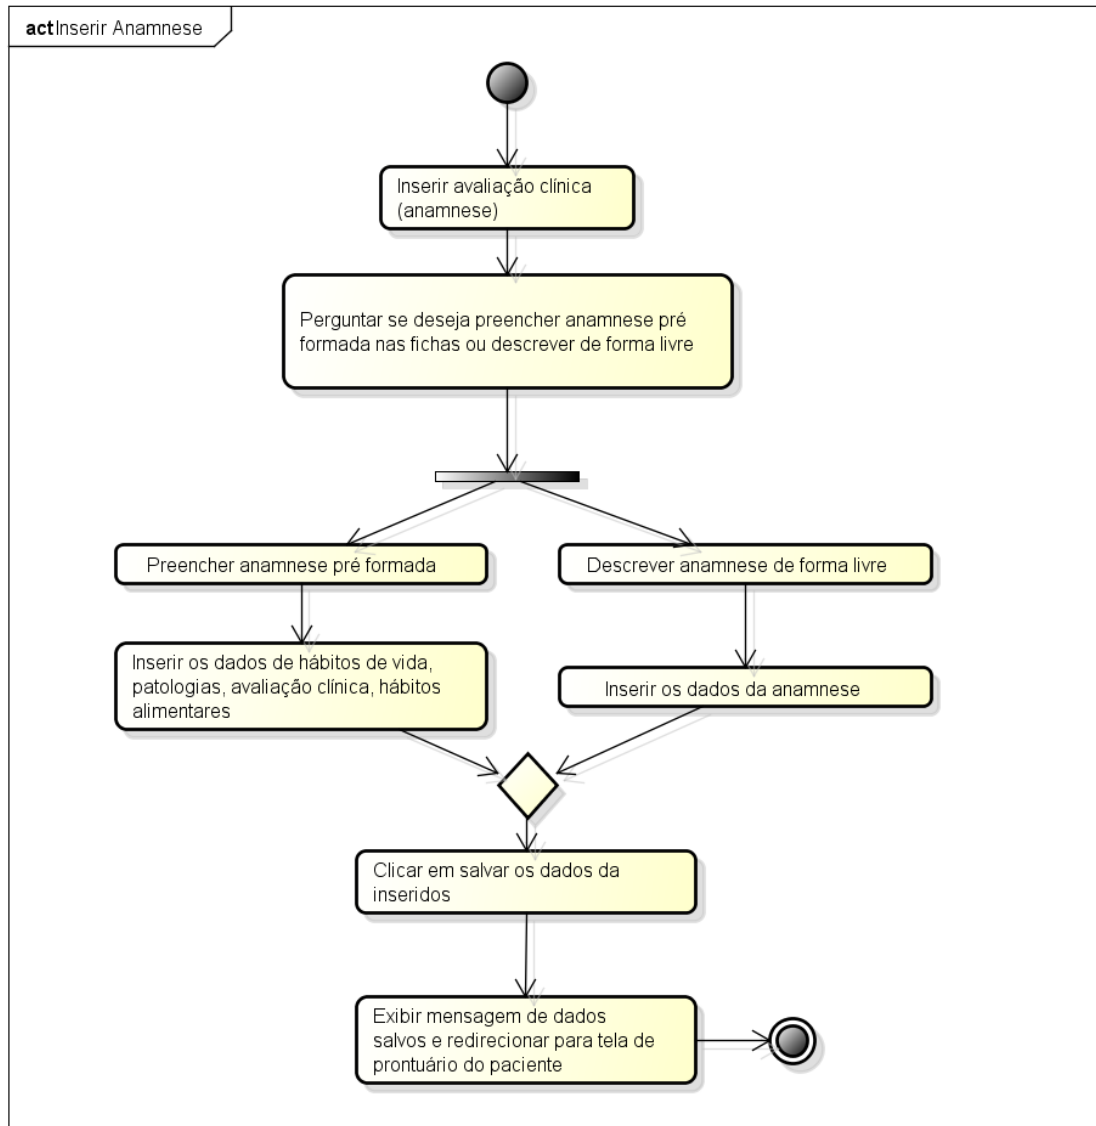 act Inserir Anamnese
Inserir avaliação clínica
(anamnese)
Perguntar se deseja preencher anamnese pré
formada nas fichas ou descrever de forma livre
Preencher anamnese pré formada
Descrever anamnese de forma livre
Inserir os dados de hábitos de vida,
patologias, avaliação clínica, hábitos
alimentares
Inserir os dados da anamnese
Clicar em salvar os dados da
inseridos
Exibir mensagem de dados
salvos e redirecionar para tela de
prontuário do paciente